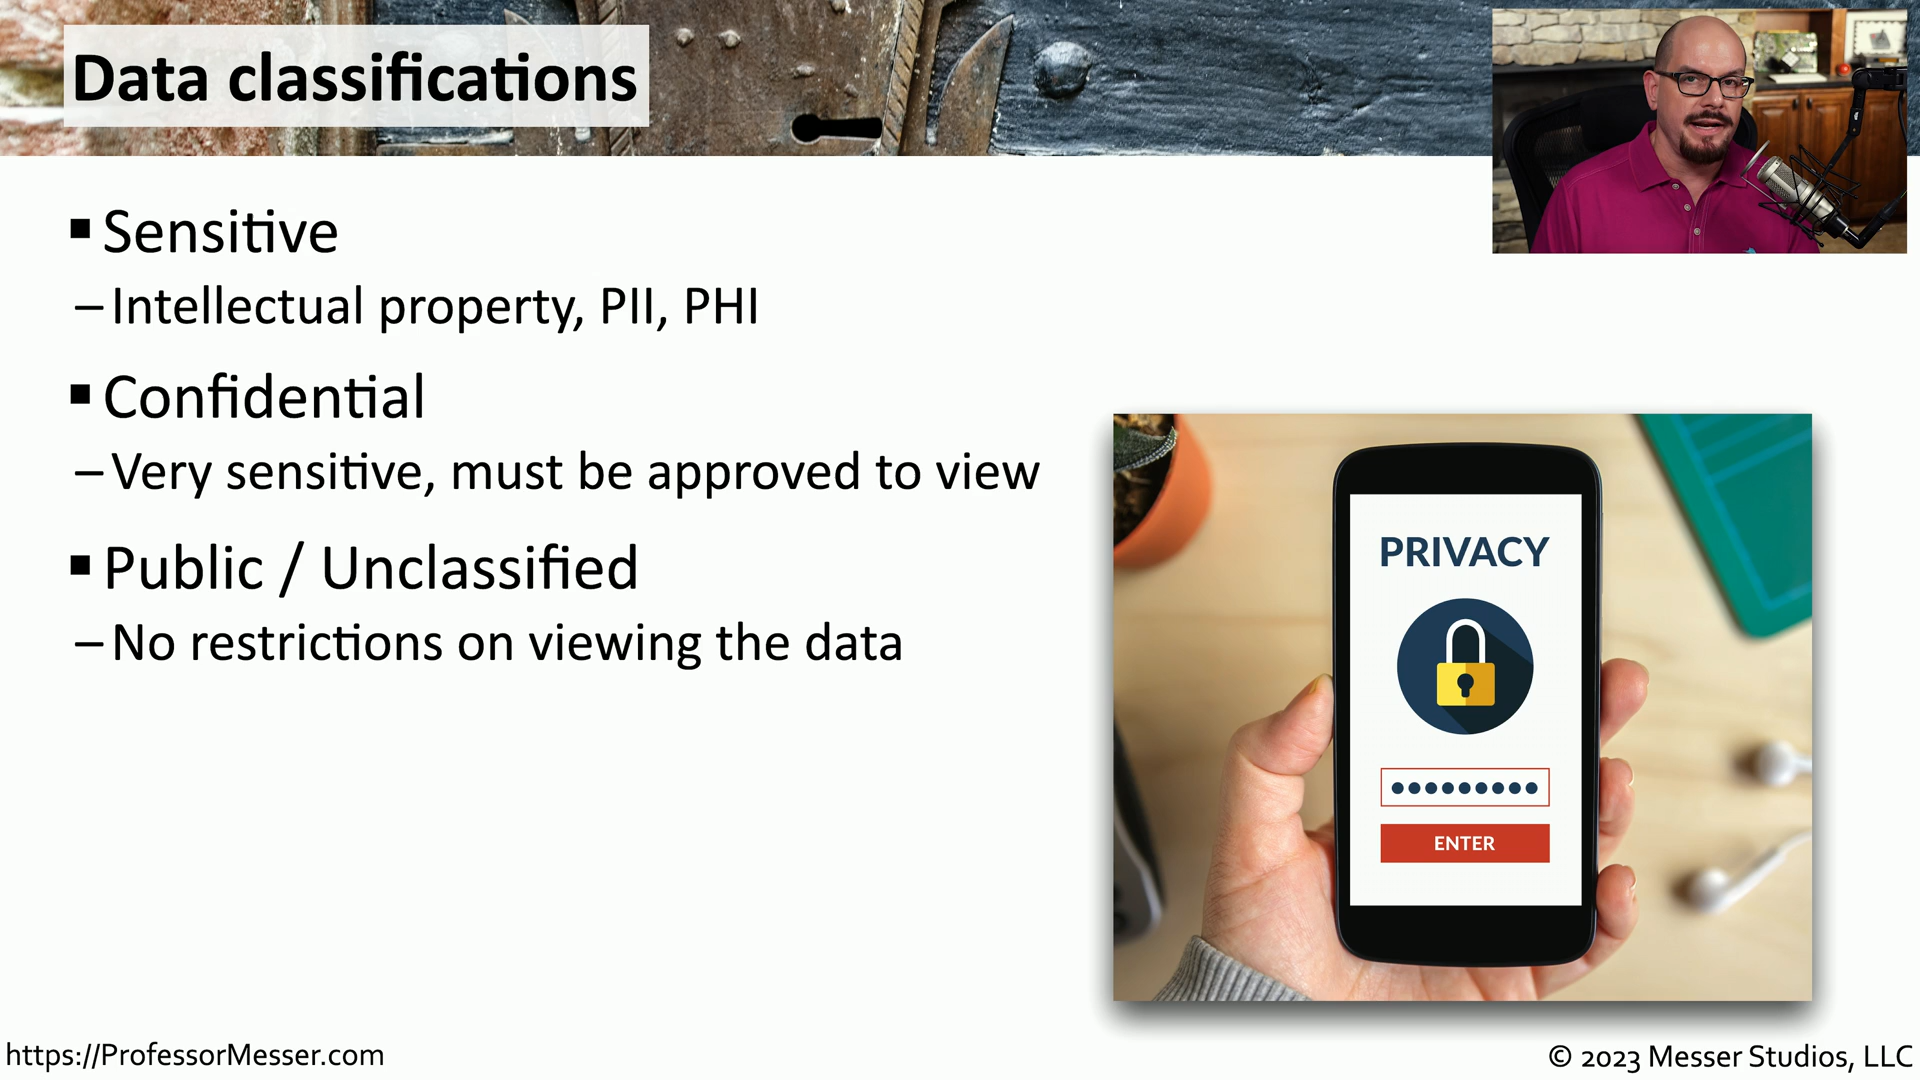 Data classifications
▪ Sensitive
– Intellectual property, PII, PHI
▪ Confidential
– Very sensitive, must be approved to view
▪ Public / Unclassified
– No restrictions on viewing the data
PRIVACY
ENTER
https://ProfessorMesser.com
© 2023 Messer Studios, LLC